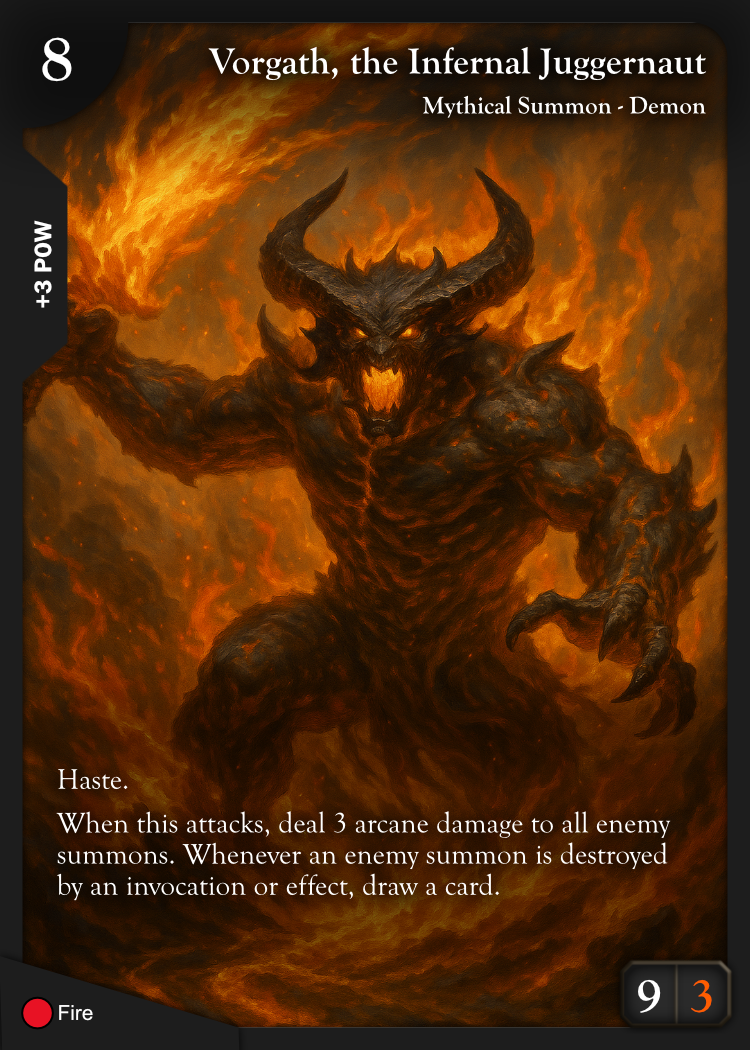 8
Vorgath, the Infernal Juggernaut
Mythical Summon - Demon
+3 POW
Haste.
When this attacks, deal 3 arcane damage to all enemy
summons. Whenever an enemy summon is destroyed
by an invocation or effect, draw a card.
Fire
9 3